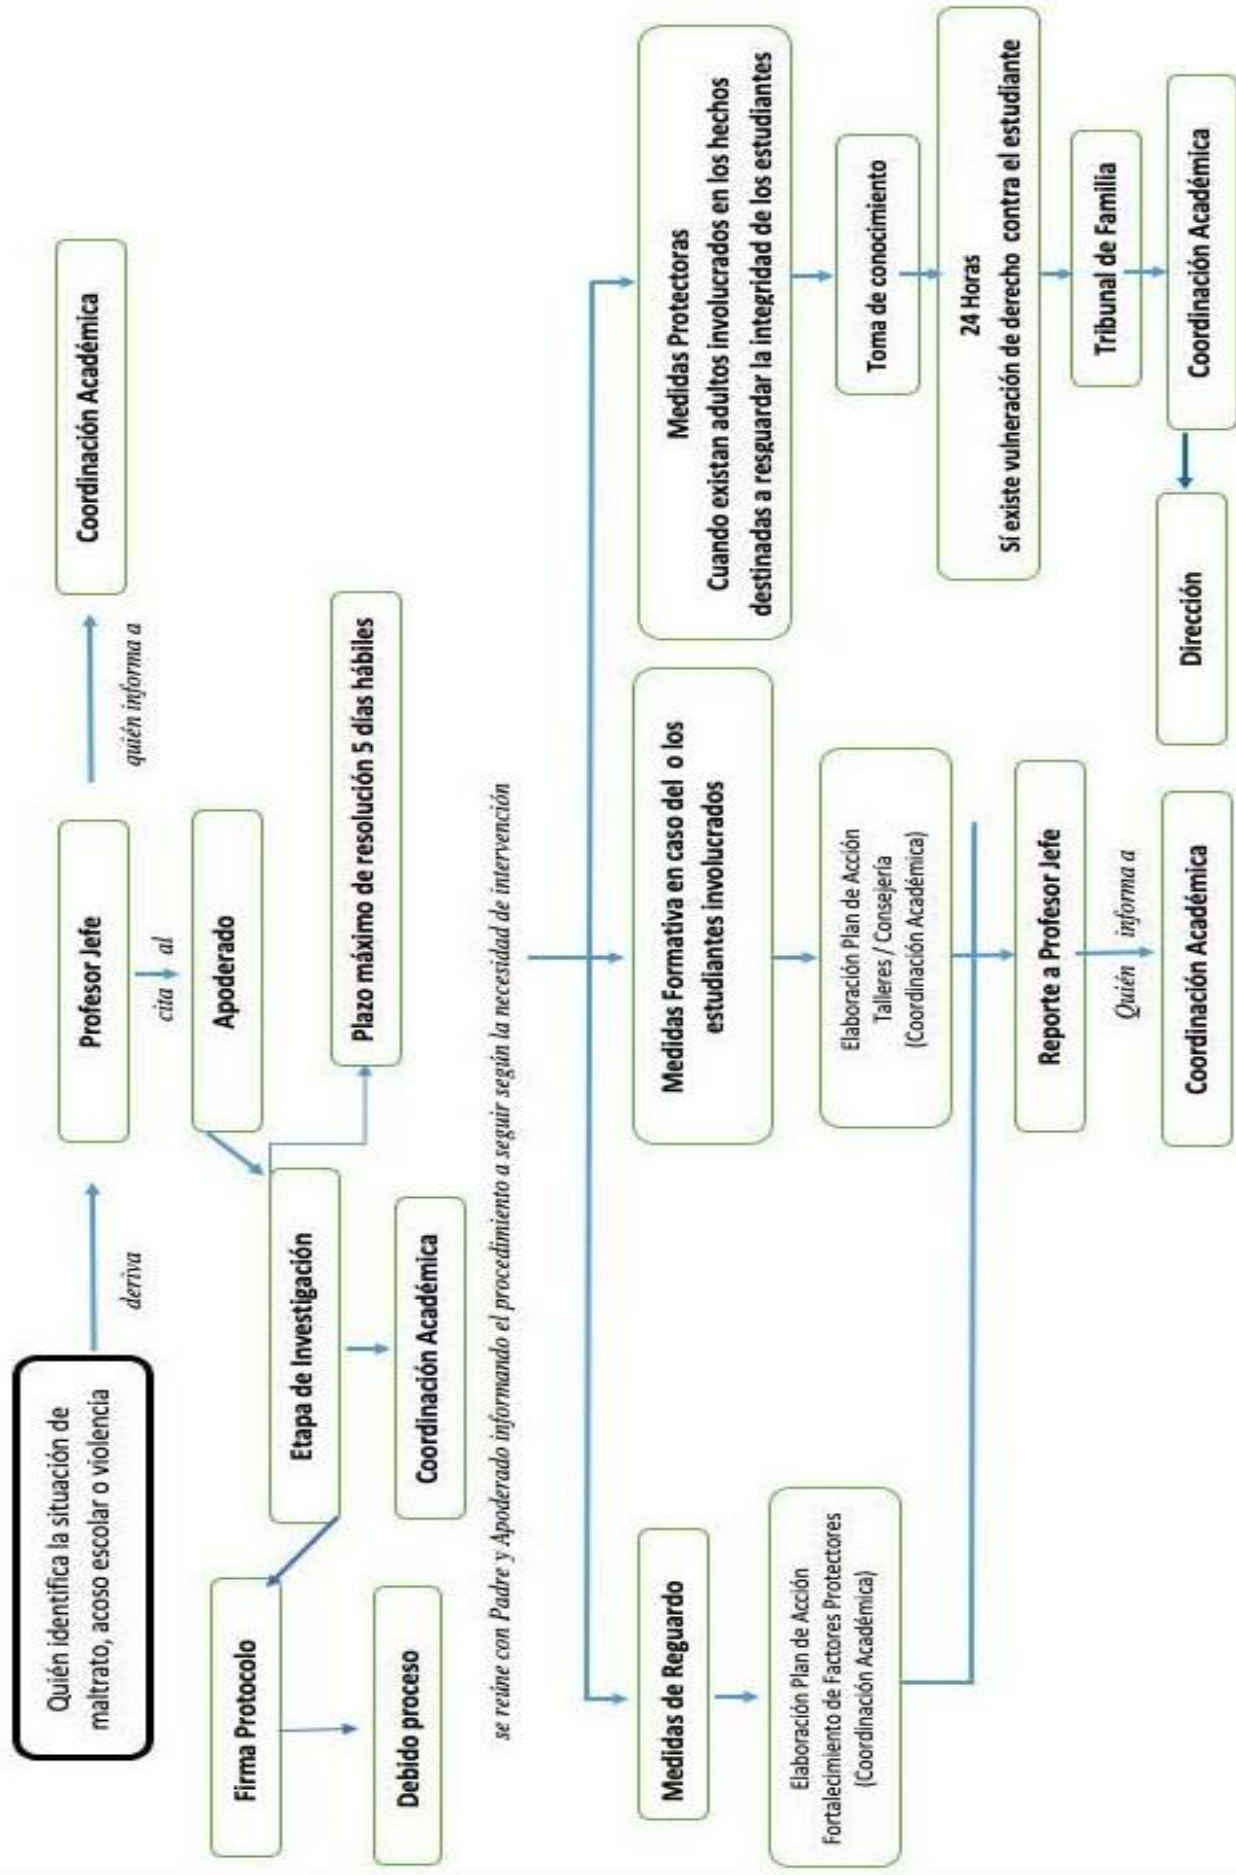 Quién identifica la situación de
maltrato, acoso escolar o violencia
deriva
Profesor Jefe
quién informa a
Coordinación Académica
cita al
Apoderado
Etapa de Investigación
Plazo máximo de resolución 5 días hábiles
Firma Protocolo
Debido proceso
Coordinación Académica
se reúne con Padre y Apoderado informando el procedimiento a seguir según la necesidad de intervención
Medidas de Reguardo
Elaboración Plan de Acción
Fortalecimiento de Factores Protectores
(Coordinación Académica)
Medidas Formativa en caso del o los
estudiantes involucrados
Elaboración Plan de Acción
Talleres / Consejería
(Coordinación Académica)
Reporte a Profesor Jefe
Quién informa a
Coordinación Académica
Medidas Protectoras
Cuando existan adultos involucrados en los hechos
destinadas a resguardar la integridad de los estudiantes
Toma de conocimiento
24 Horas
Sí existe vulneración de derecho contra el estudiante
Tribunal de Familia
Coordinación Académica
Dirección